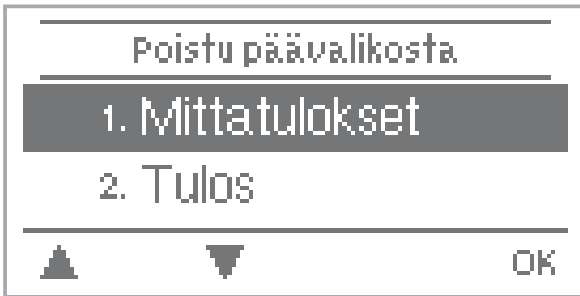 Poistu päävalikosta
1. Mittatulokset
2. Tulos
▲ ▼ OK